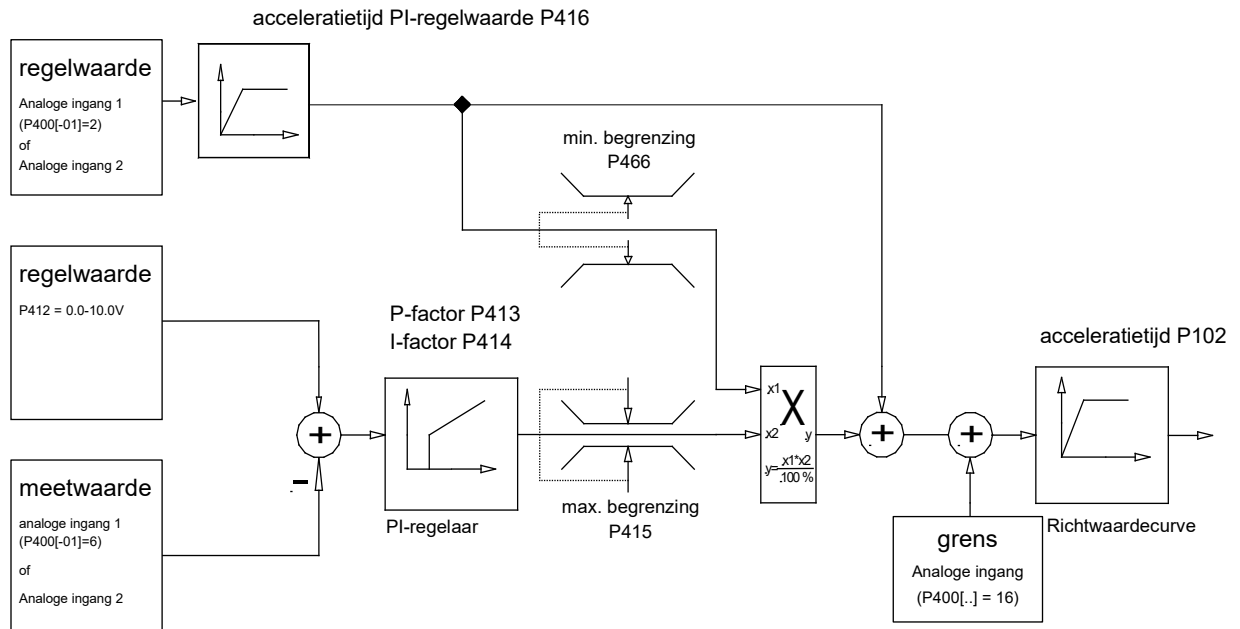 acceleratietijd PI-regelwaarde P416
regelwaarde
Analoge ingang 1
(P400[-01]=2)
of
Analoge ingang 2
min. begrenzing
P466
regelwaarde
P412 = 0.0-10.0V
P-factor P413
I-factor P414
acceleratietijd P102
x1
X
x2
y
y=x1*x2
100 %
+
+
+
-
meetwaarde
analoge ingang 1
(P400[-01]=6)
of
Analoge ingang 2
PI-regelaar
max. begrenzing
P415
grens
Analoge ingang
(P400[..] = 16)
Richtwaardecurve